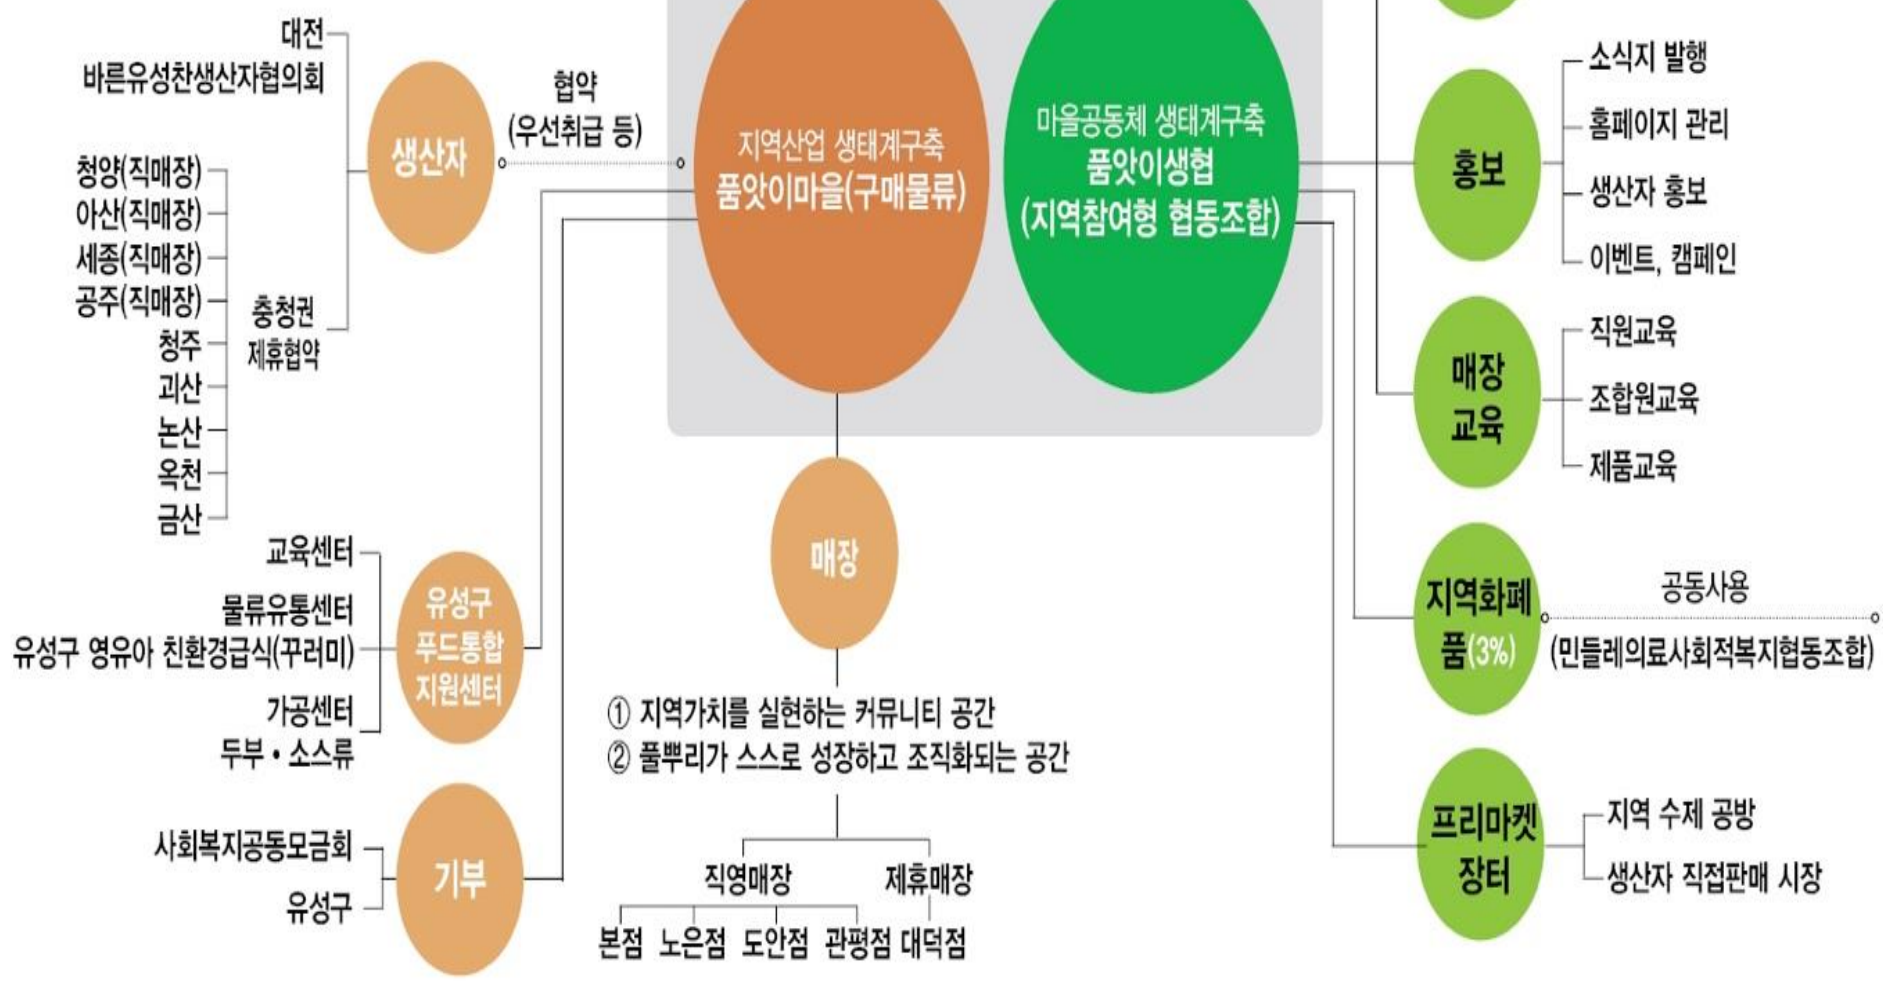 대전
바른유성찬생산자협의회
생산자
협약
(우선취급 등)
청양(직매장)
아산(직매장)
세종(직매장)
공주(직매장)
청주
괴산
논산
옥천
금산
충청권
제휴협약
지역산업 생태계구축
품앗이마을(구매물류)
마을공동체 생태계구축
품앗이생협
(지역참여형 협동조합)
홍보
소식지 발행
홈페이지 관리
생산자 홍보
이벤트, 캠페인
매장
교육
직원교육
조합원교육
제품교육
교육센터
물류유통센터
유성구 영유아 친환경급식(꾸러미)
가공센터
두부 • 소스류
유성구
푸드통합
지원센터
매장
① 지역가치를 실현하는 커뮤니티 공간
② 풀뿌리가 스스로 성장하고 조직화되는 공간
지역화폐
품(3%)
공동사용
(민들레의료사회적복지협동조합)
사회복지공동모금회
유성구
기부
직영매장
제휴매장
본점 노은점 도안점 관평점 대덕점
프리마켓
장터
지역 수제 공방
생산자 직접판매 시장